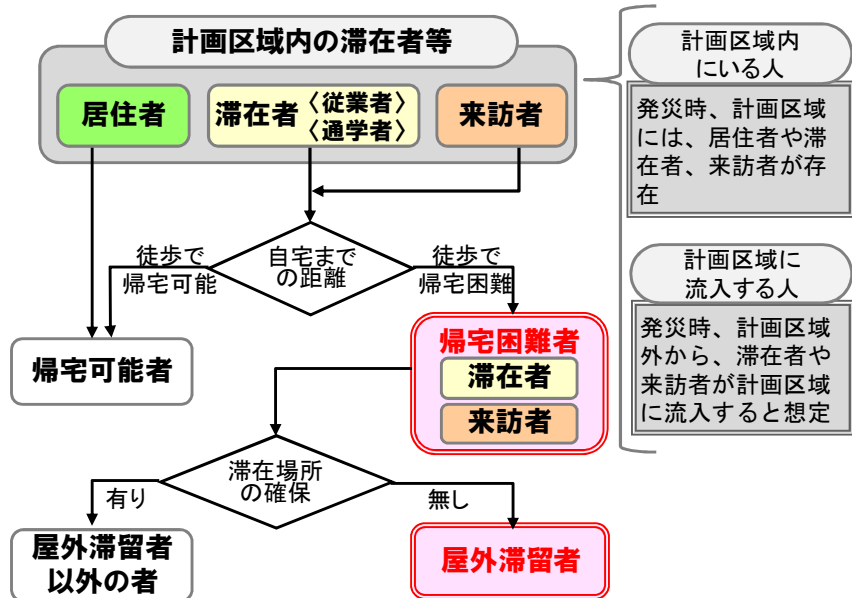 計画区域内の滞在者等
居住者
滞在者〈従業者〉
〈通学者〉
来訪者
計画区域内
にいる人
発災時、計画区域
には、居住者や滞
在者、来訪者が存
在
徒歩で
帰宅可能
自宅まで
の距離
徒歩で
帰宅困難
計画区域に
流入する人
発災時、計画区域
外から、滞在者や
来訪者が計画区域
に流入すると想定
帰宅可能者
帰宅困難者
滞在者
来訪者
滞在場所
の確保
有り
無し
屋外滞留者
以外の者
屋外滞留者